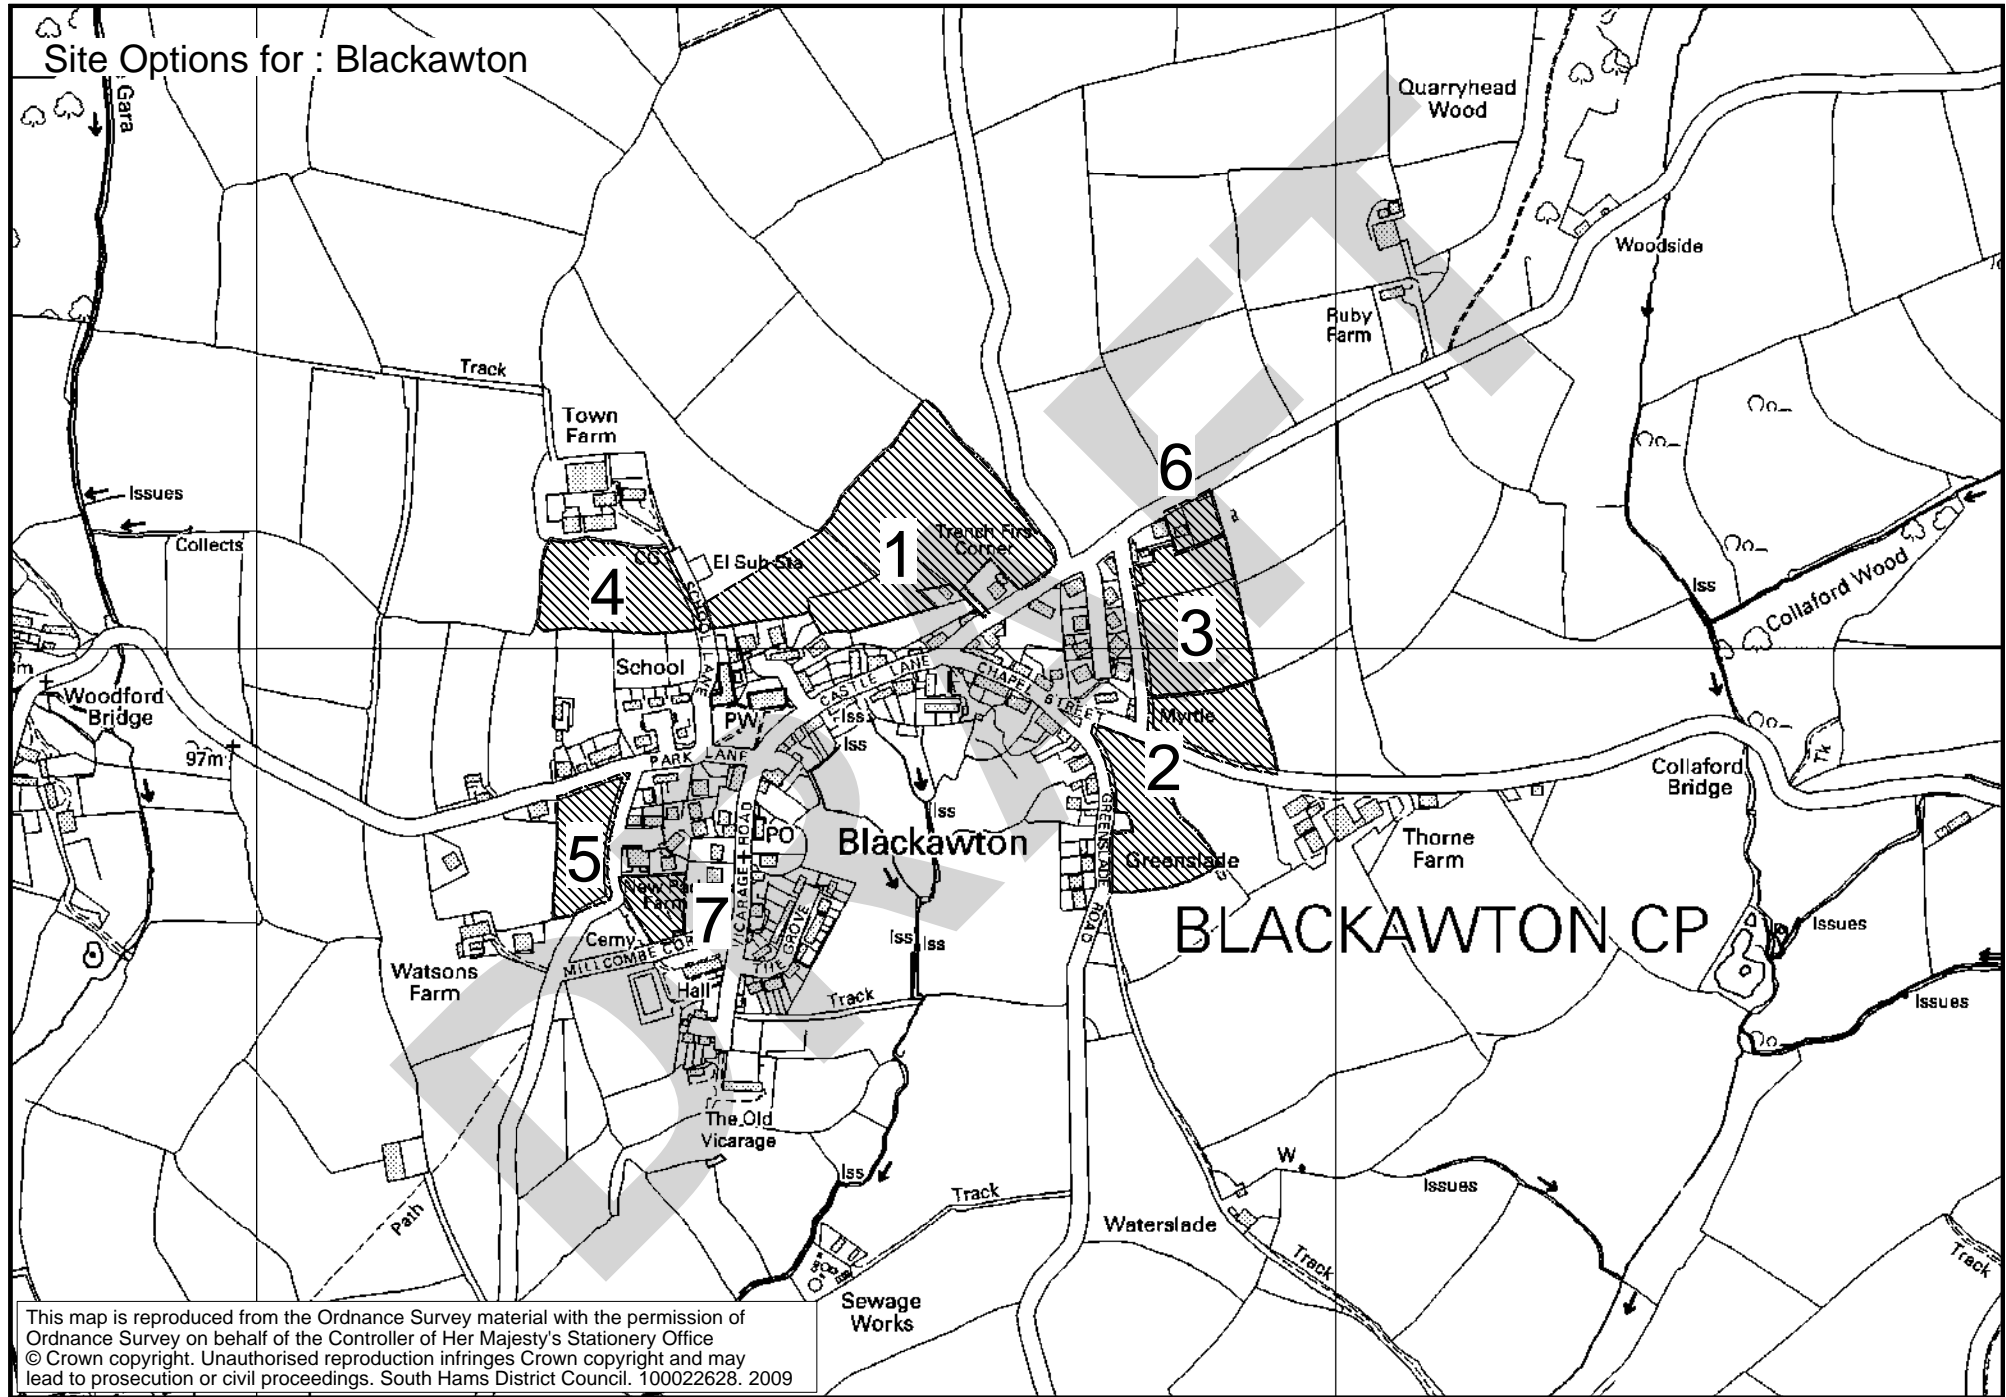 Site Options for : Blackawton
Gara
Quarryhead
Wood
Woodside
Ruby
Farm
Track
Town
Farm
6
Issues
Collects
Trench Firs
Corner
1
El Sub Sta
CG
4
SCHOOL LANE
3
Iss
Collaford Wood
School
CASTLE LANE
CHAPEL STREET
Woodford
Bridge
PW
Iss
Iss
Myrtle
97m
PARK LANE
2
Collaford
Bridge
Tk
Iss
5
PO
Blackawton
GREENSLADE ROAD
Greenslade
Thorne
Farm
VICARAGE ROAD
Farm
7
THE GROVE
BLACKAWTON CP
Issues
Cemy
MILLCOMBE
Iss
Iss
Watsons
Farm
Hall
Track
Issues
The Old
Vicarage
Iss
W
Issues
Path
Track
Waterslade
Track
Track
Sewage
Works
DRAFT
This map is reproduced from the Ordnance Survey material with the permission of
Ordnance Survey on behalf of the Controller of Her Majesty's Stationery Office
© Crown copyright. Unauthorised reproduction infringes Crown copyright and may
lead to prosecution or civil proceedings. South Hams District Council. 100022628. 2009